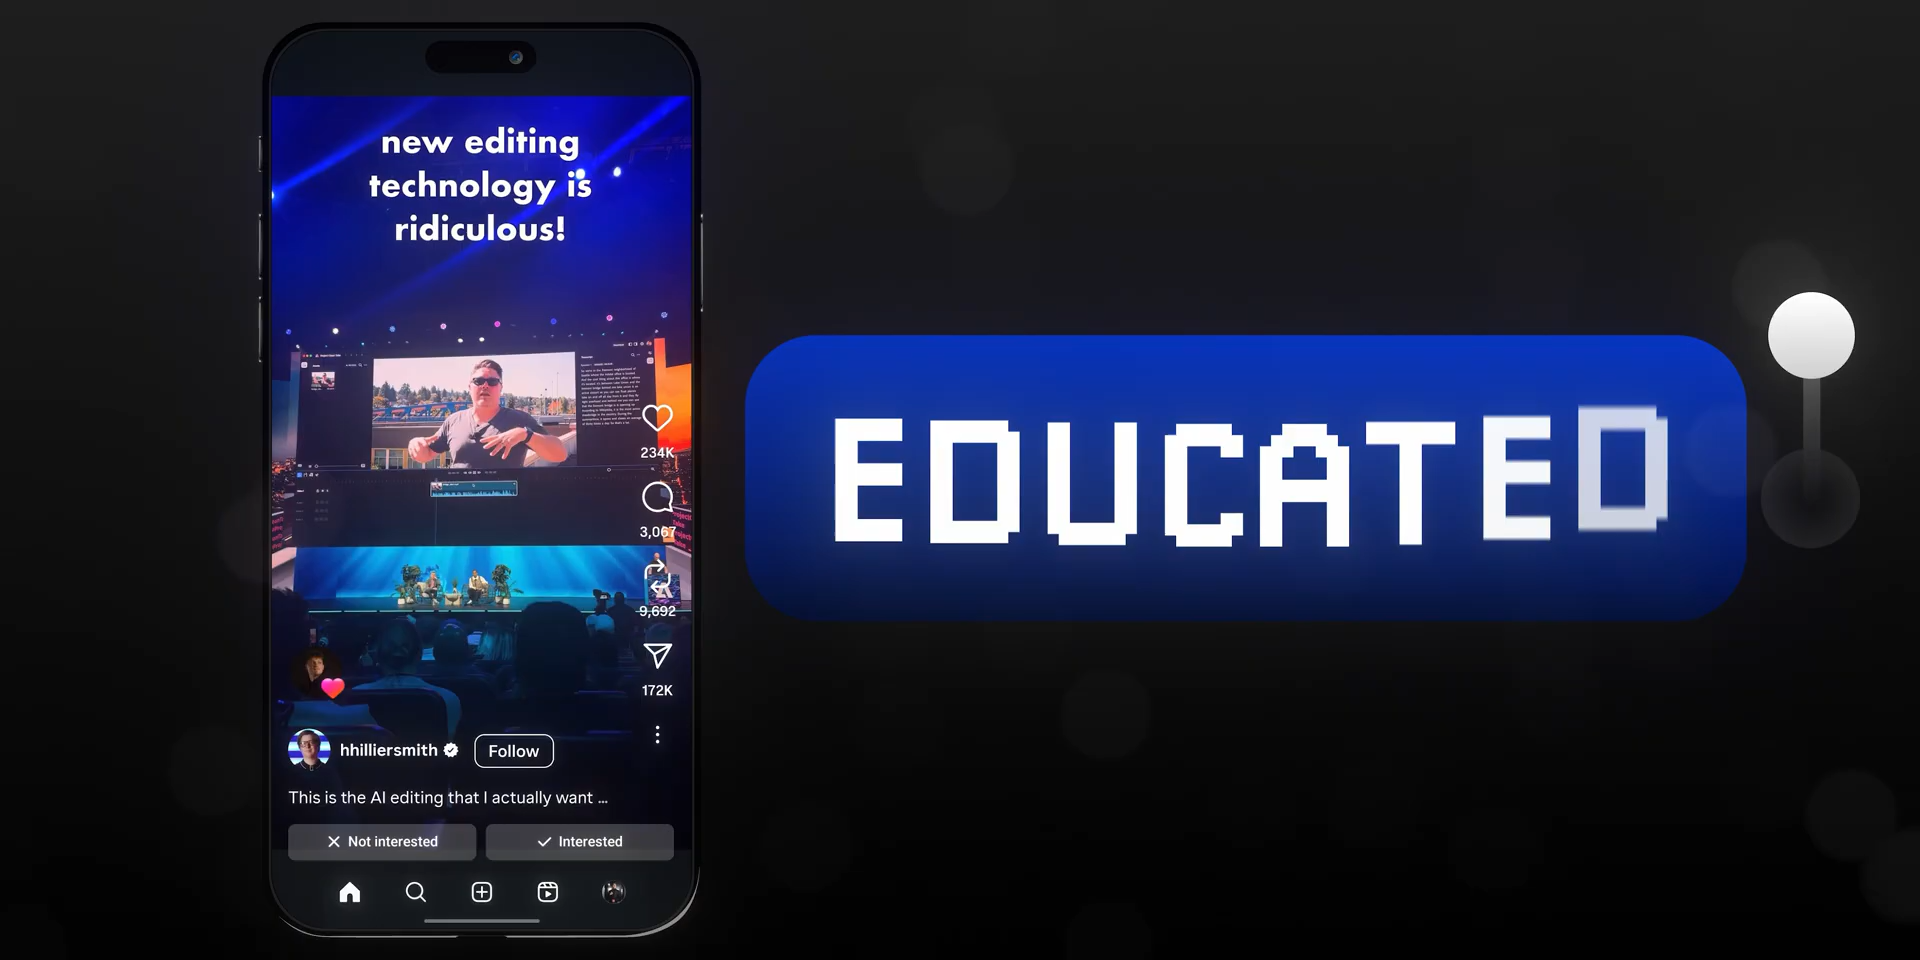 new editing
technology is
ridiculous!
234K
3,067
9,692
172K
hhilliersmith
Follow
This is the AI editing that I actually want ...
Not interested
Interested
EDUCATED